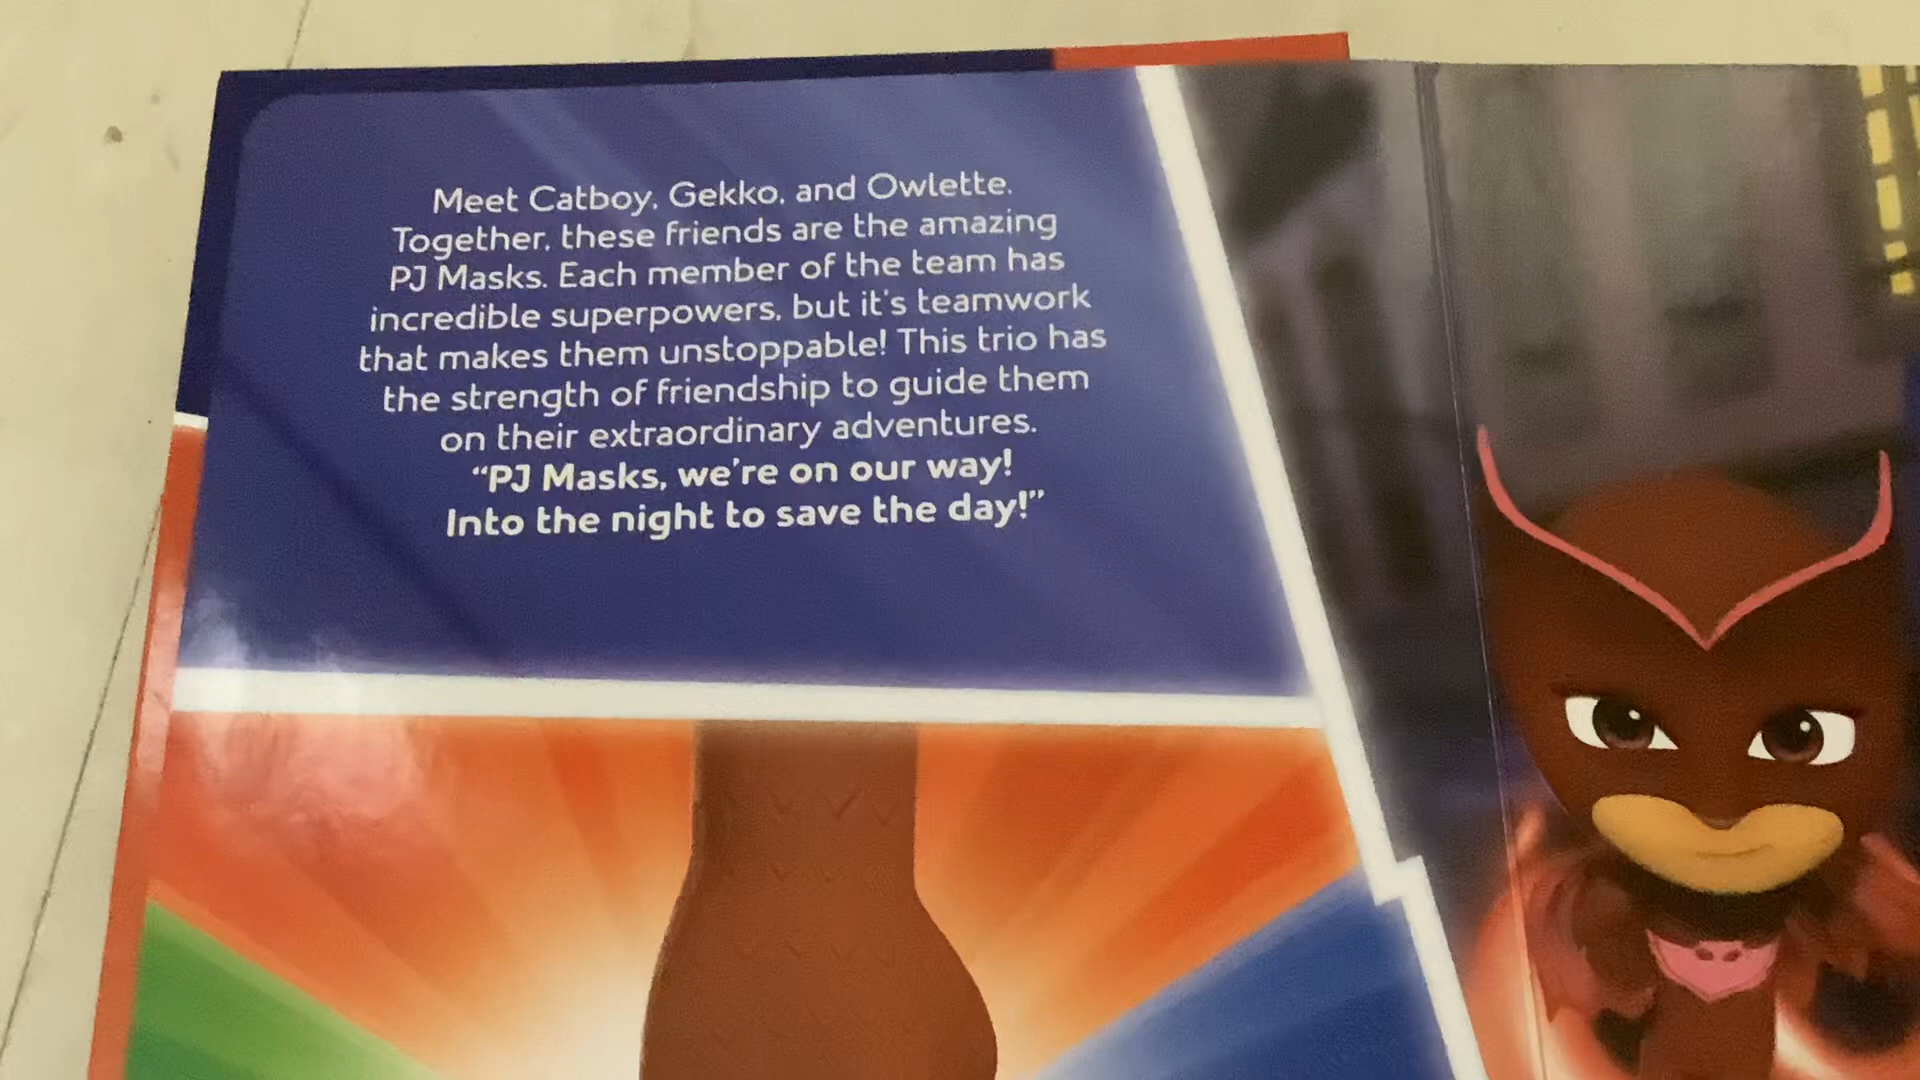 Meet Catboy, Gekko, and Owlette.
Together, these friends are the amazing
PJ Masks. Each member of the team has
incredible superpowers, but it's teamwork
that makes them unstoppable! This trio has
the strength of friendship to guide them
on their extraordinary adventures.
“PJ Masks, we’re on our way!
Into the night to save the day!”